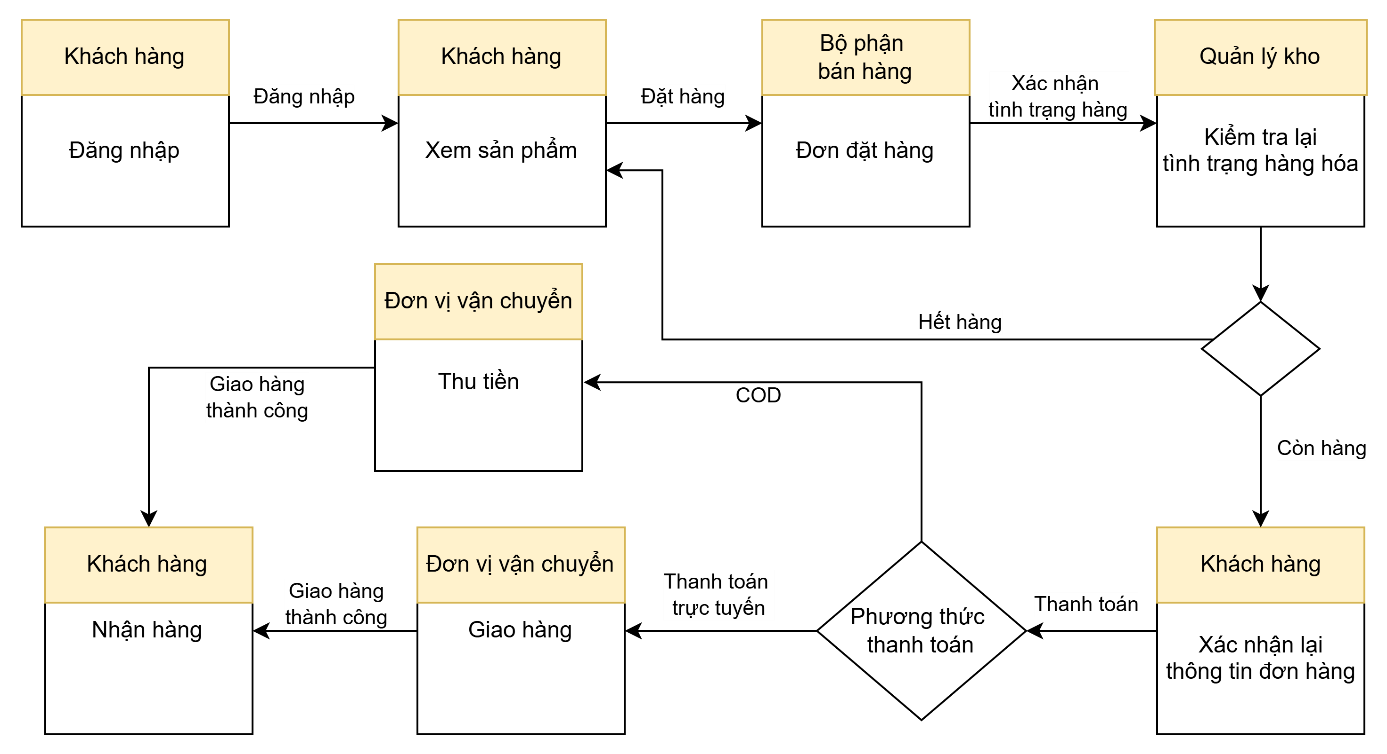 Khách hàng
Đăng nhập
Đăng nhập
Khách hàng
Xem sản phẩm
Đặt hàng
Bộ phận
bán hàng
Đơn đặt hàng
Xác nhận
tình trạng hàng
Quản lý kho
Kiểm tra lại
tình trạng hàng hóa
Hết hàng
Còn hàng
Đơn vị vận chuyển
Thu tiền
COD
Giao hàng
thành công
Khách hàng
Nhận hàng
Giao hàng
thành công
Đơn vị vận chuyển
Giao hàng
Thanh toán
trực tuyến
Phương thức
thanh toán
Thanh toán
Khách hàng
Xác nhận lại
thông tin đơn hàng